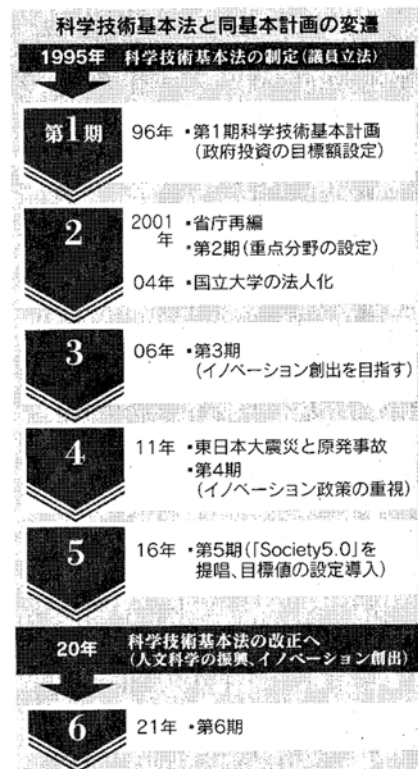 科学技術基本法と同基本計画の変遷
1995年 科学技術基本法の制定(議員立法)
第1期 96年 ・第1期科学技術基本計画
(政府投資の目標額設定)
2 2001年 ・省庁再編
・第2期(重点分野の設定)
04年 ・国立大学の法人化
3 06年 ・第3期
(イノベーション創出を目指す)
4 11年 ・東日本大震災と原発事故
・第4期
(イノベーション政策の重視)
5 16年 ・第5期(「Society5.0」を
提唱、目標値の設定導入)
20年 科学技術基本法の改正へ
(人文科学の振興、イノベーション創出)
6 21年 ・第6期